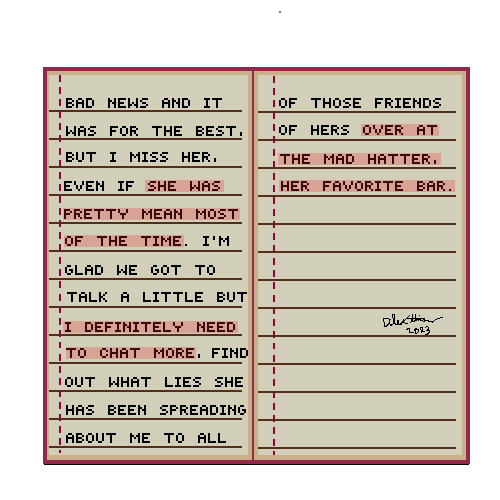 BAD NEWS AND IT
WAS FOR THE BEST.
BUT I MISS HER.
EVEN IF SHE WAS
PRETTY MEAN MOST
OF THE TIME. I'M
GLAD WE GOT TO
TALK A LITTLE BUT
I DEFINITELY NEED
TO CHAT MORE. FIND
OUT WHAT LIES SHE
HAS BEEN SPREADING
ABOUT ME TO ALL
OF THOSE FRIENDS
OF HERS OVER AT
THE MAD HATTER.
HER FAVORITE BAR.
2023